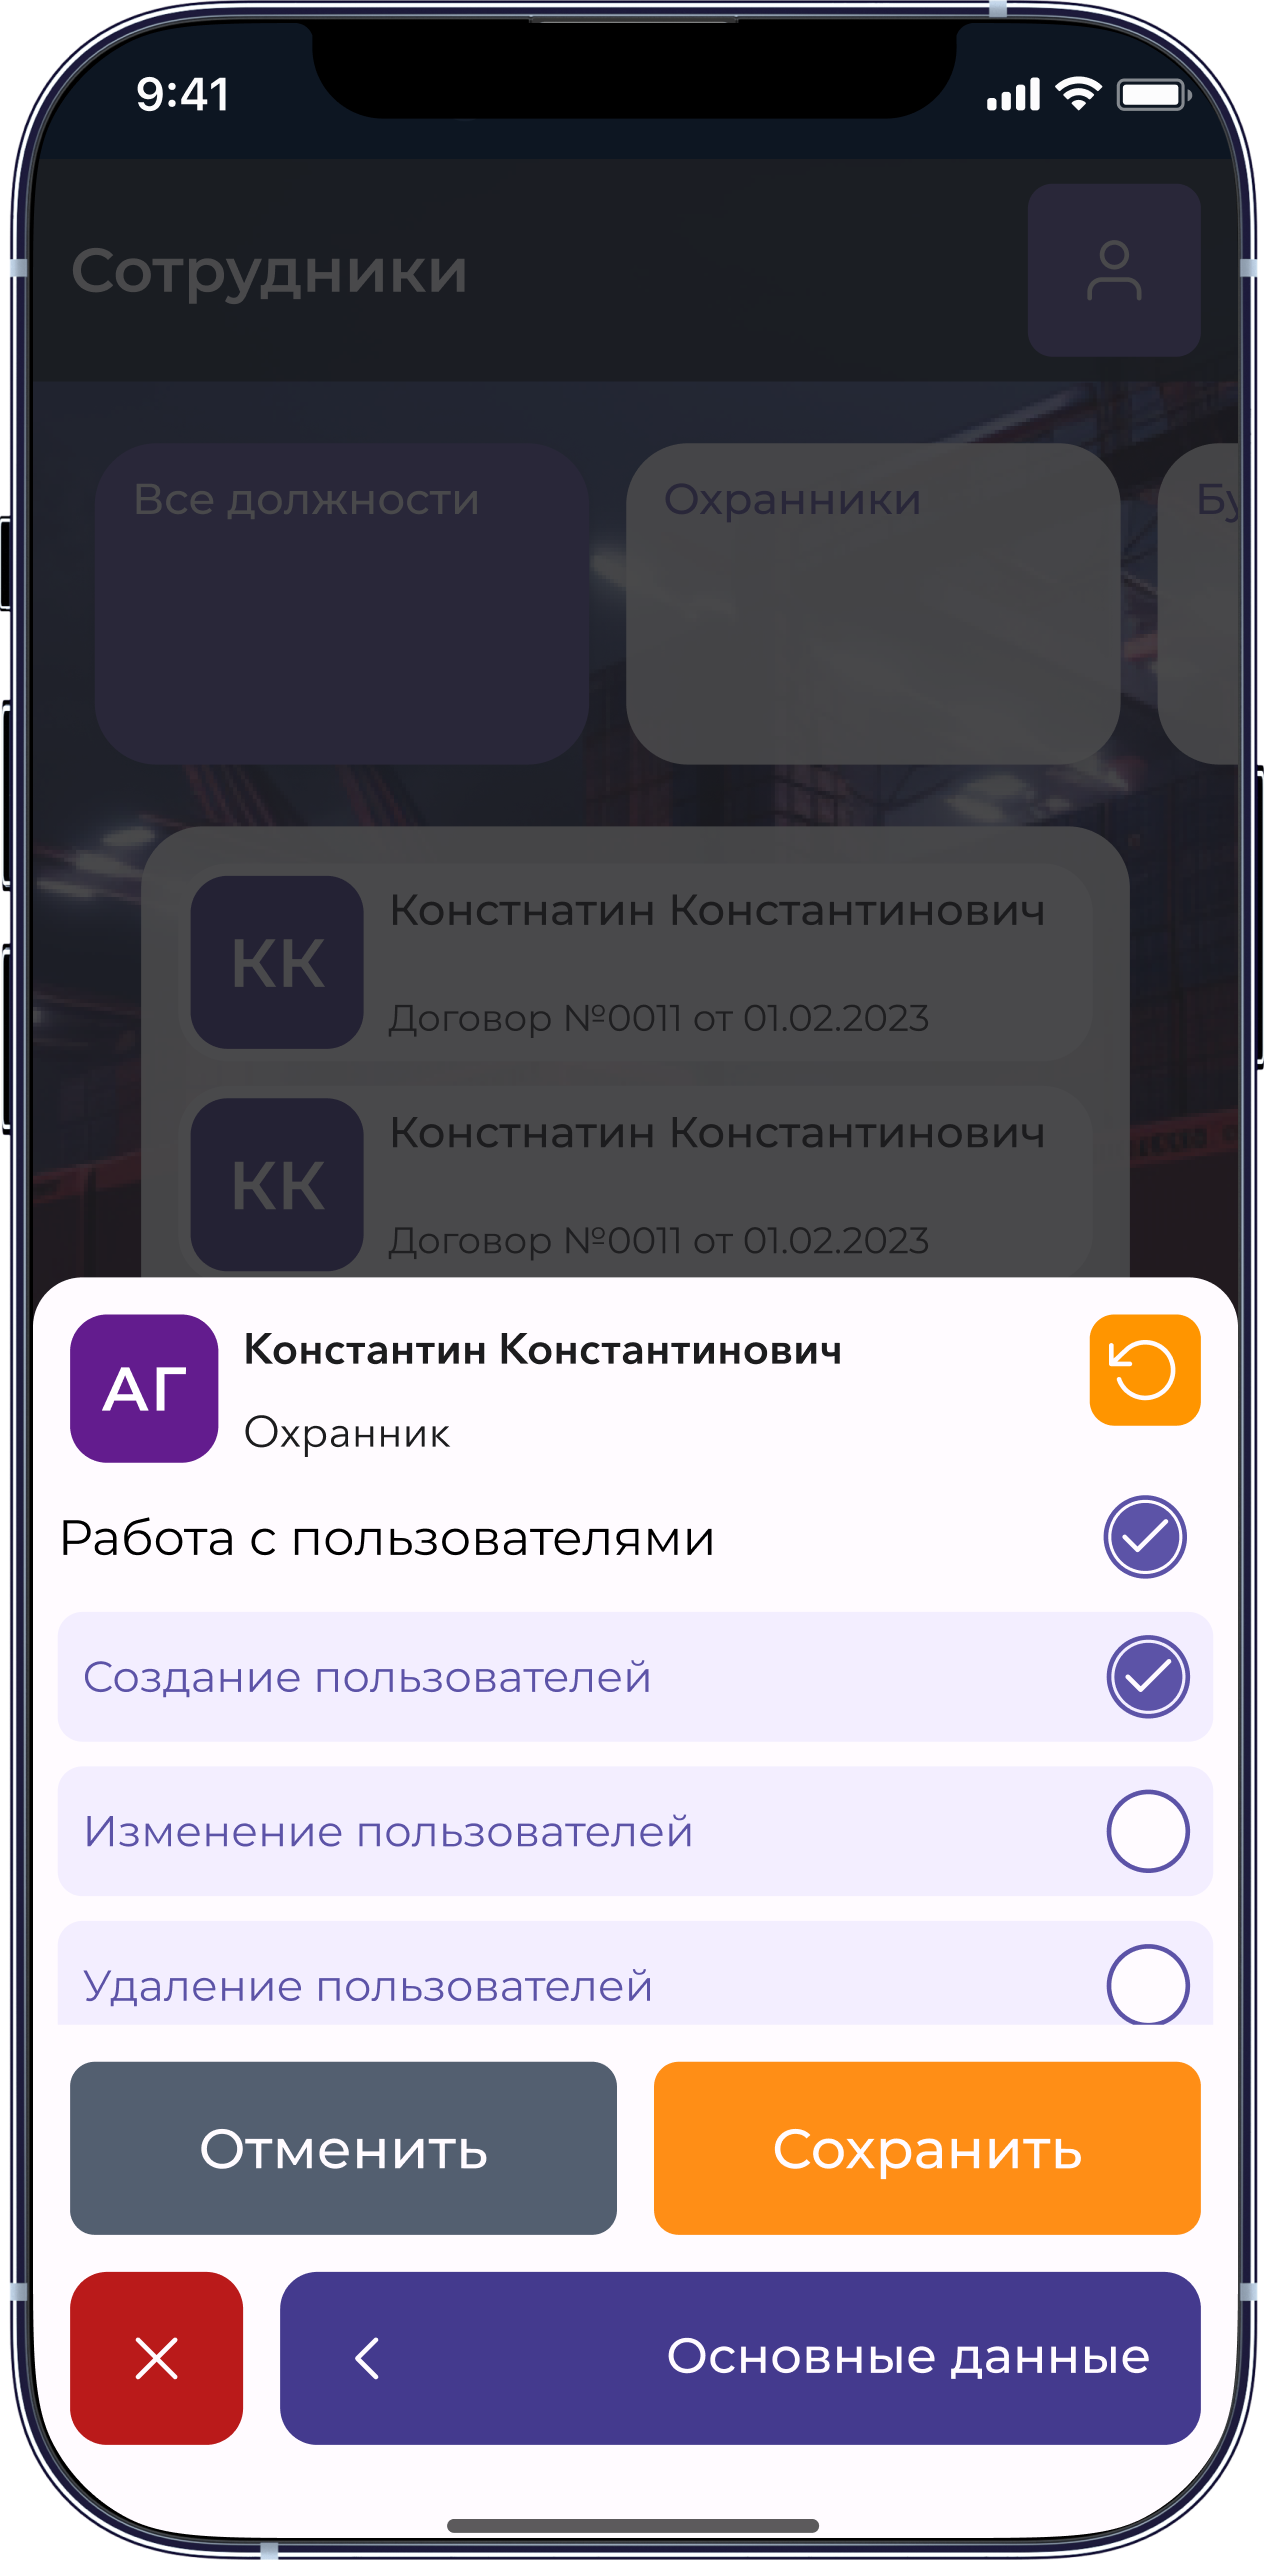 9:41
Сотрудники
Все должности
Охранники
Бу
КК
Констнатин Константинович
Договор №0011 от 01.02.2023
КК
Констнатин Константинович
Договор №0011 от 01.02.2023
АГ
Константин Константинович
Охранник
Работа с пользователями
Создание пользователей
Изменение пользователей
Удаление пользователей
Отменить
Сохранить
Основные данные